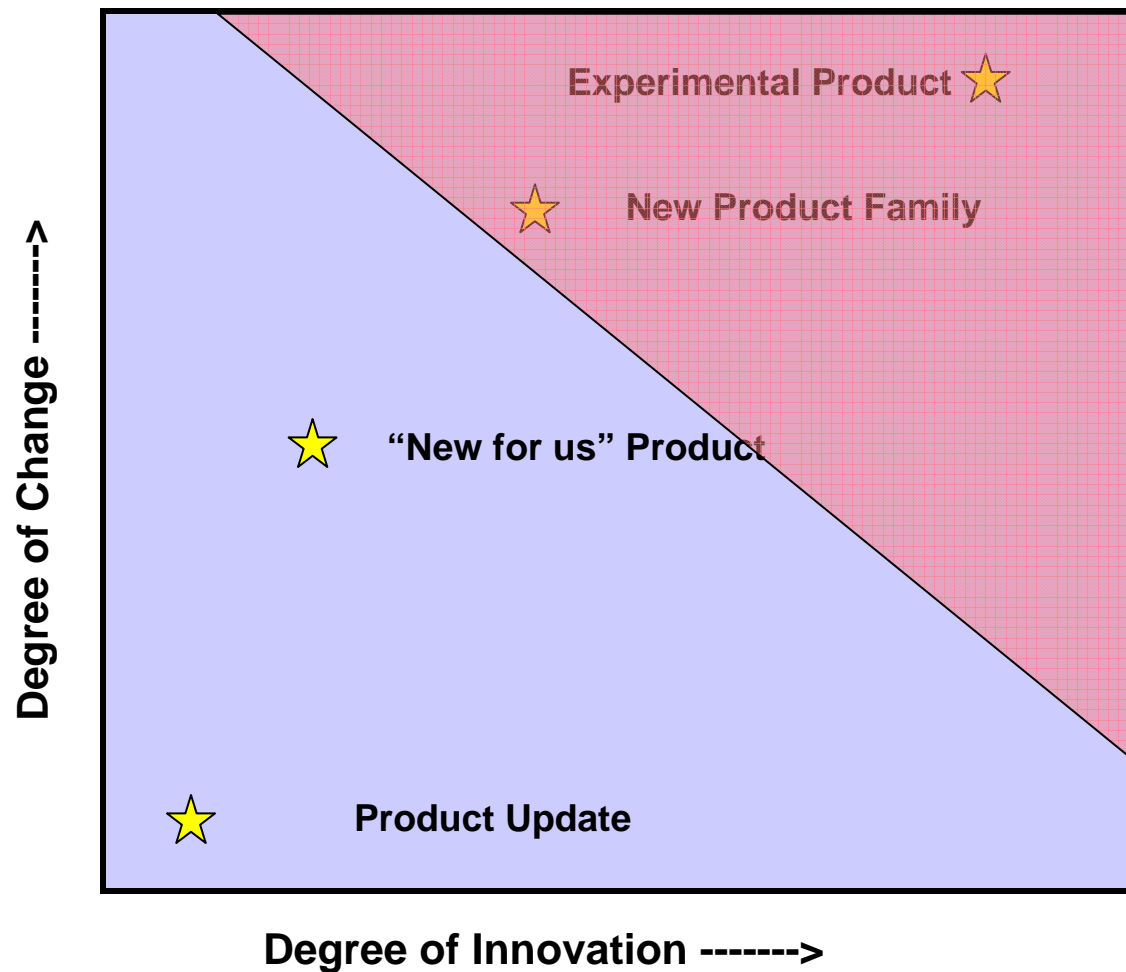 Experimental Product
New Product Family
“New for us” Product
Product Update
Degree of Change -------->
Degree of Innovation ------->